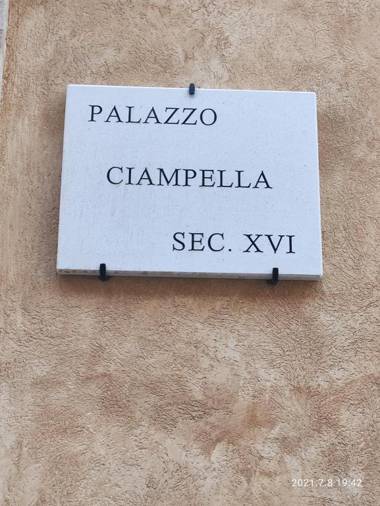 PALAZZO
CIAMPELLA
SEC. XVI
2021.7.8 19:42